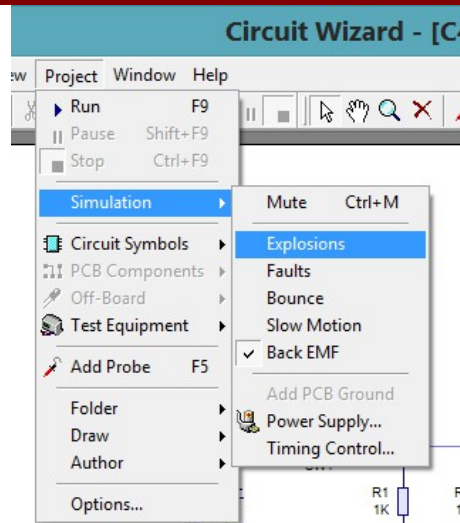 Circuit Wizard - [C
Project Window Help
Run F9
Pause Shift+F9
Stop Ctrl+F9
Simulation
Circuit Symbols
PCB Components
Off-Board
Test Equipment
Add Probe F5
Folder
Draw
Author
Options...
Mute Ctrl+M
Explosions
Faults
Bounce
Slow Motion
Back EMF
Add PCB Ground
Power Supply...
Timing Control...
R1
1K